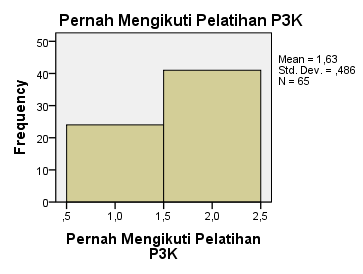 Pernah Mengikuti Pelatihan P3K
50
40
30
20
10
0
Frequency
,5
1,0
1,5
2,0
2,5
Pernah Mengikuti Pelatihan
P3K
Mean = 1,63
Std. Dev. = ,486
N = 65